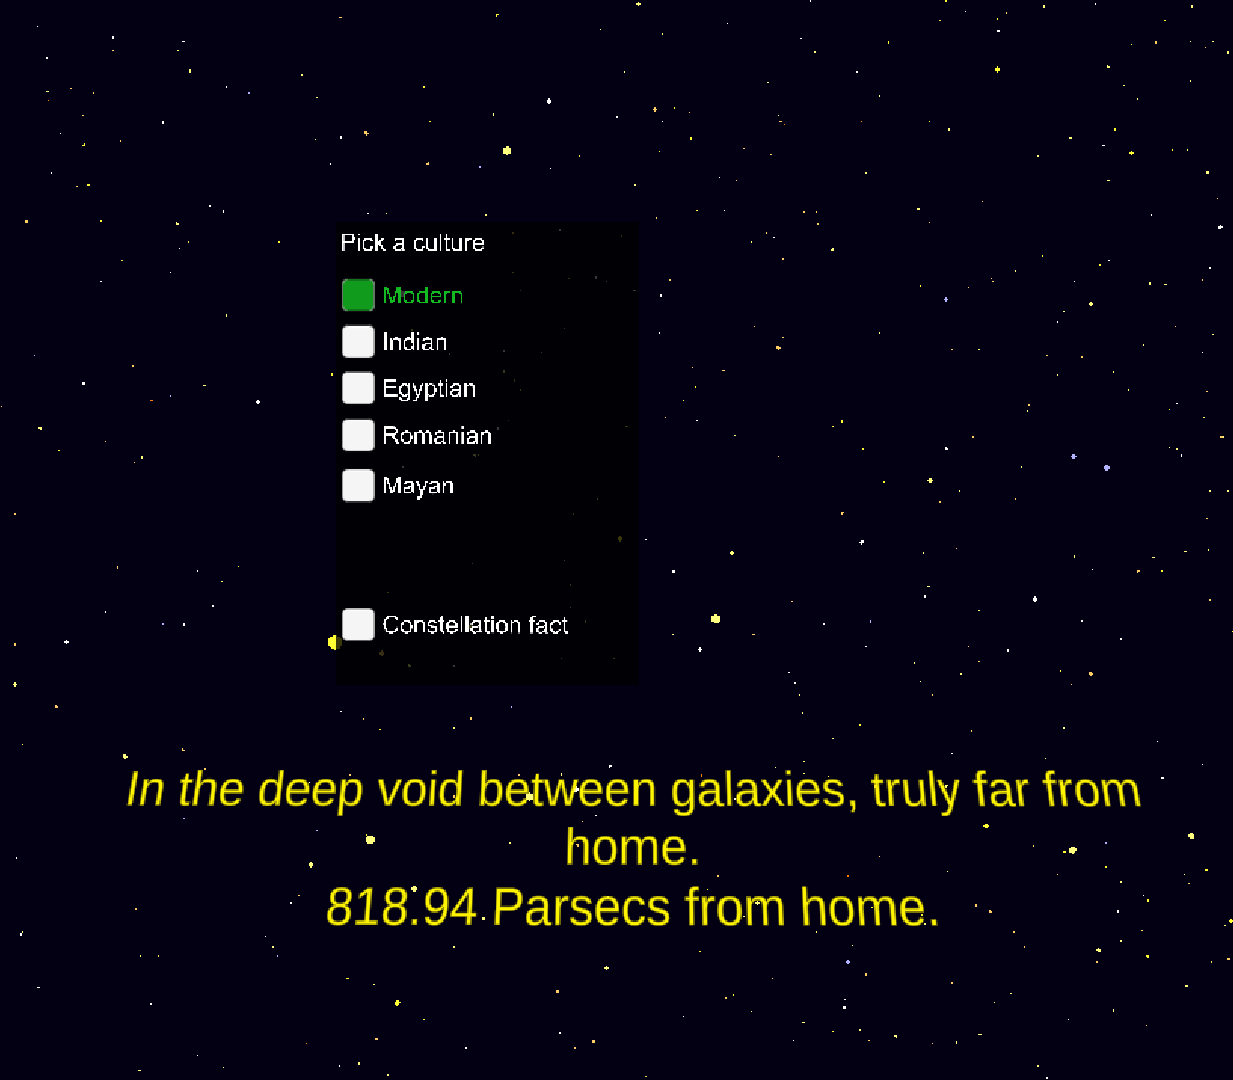 Pick a culture
Modern
Indian
Egyptian
Romanian
Mayan
Constellation fact
In the deep void between galaxies, truly far from
home.
818.94 Parsecs from home.